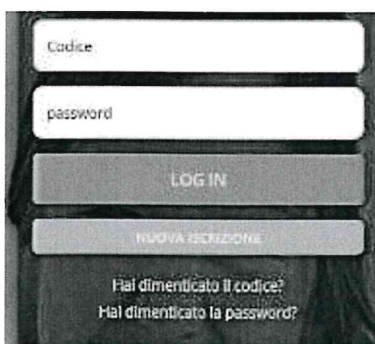 Codice
password
LOG IN
NUOVA ISCRIZIONE
Hai dimenticato il codice?
Hai dimenticato la password?